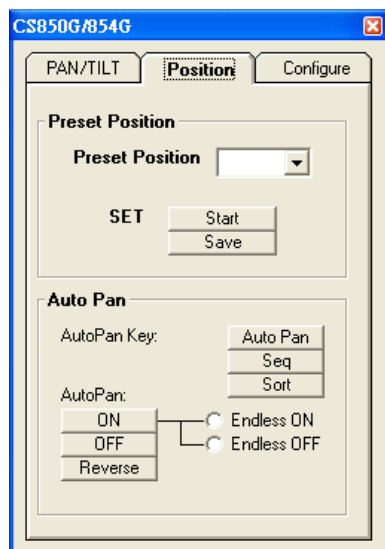 CS850G/854G
PAN/TILT Position Configure
Preset Position
Preset Position
SET Start
Save
Auto Pan
AutoPan Key: Auto Pan
Seq
Sort
AutoPan:
ON Endless ON
OFF Endless OFF
Reverse